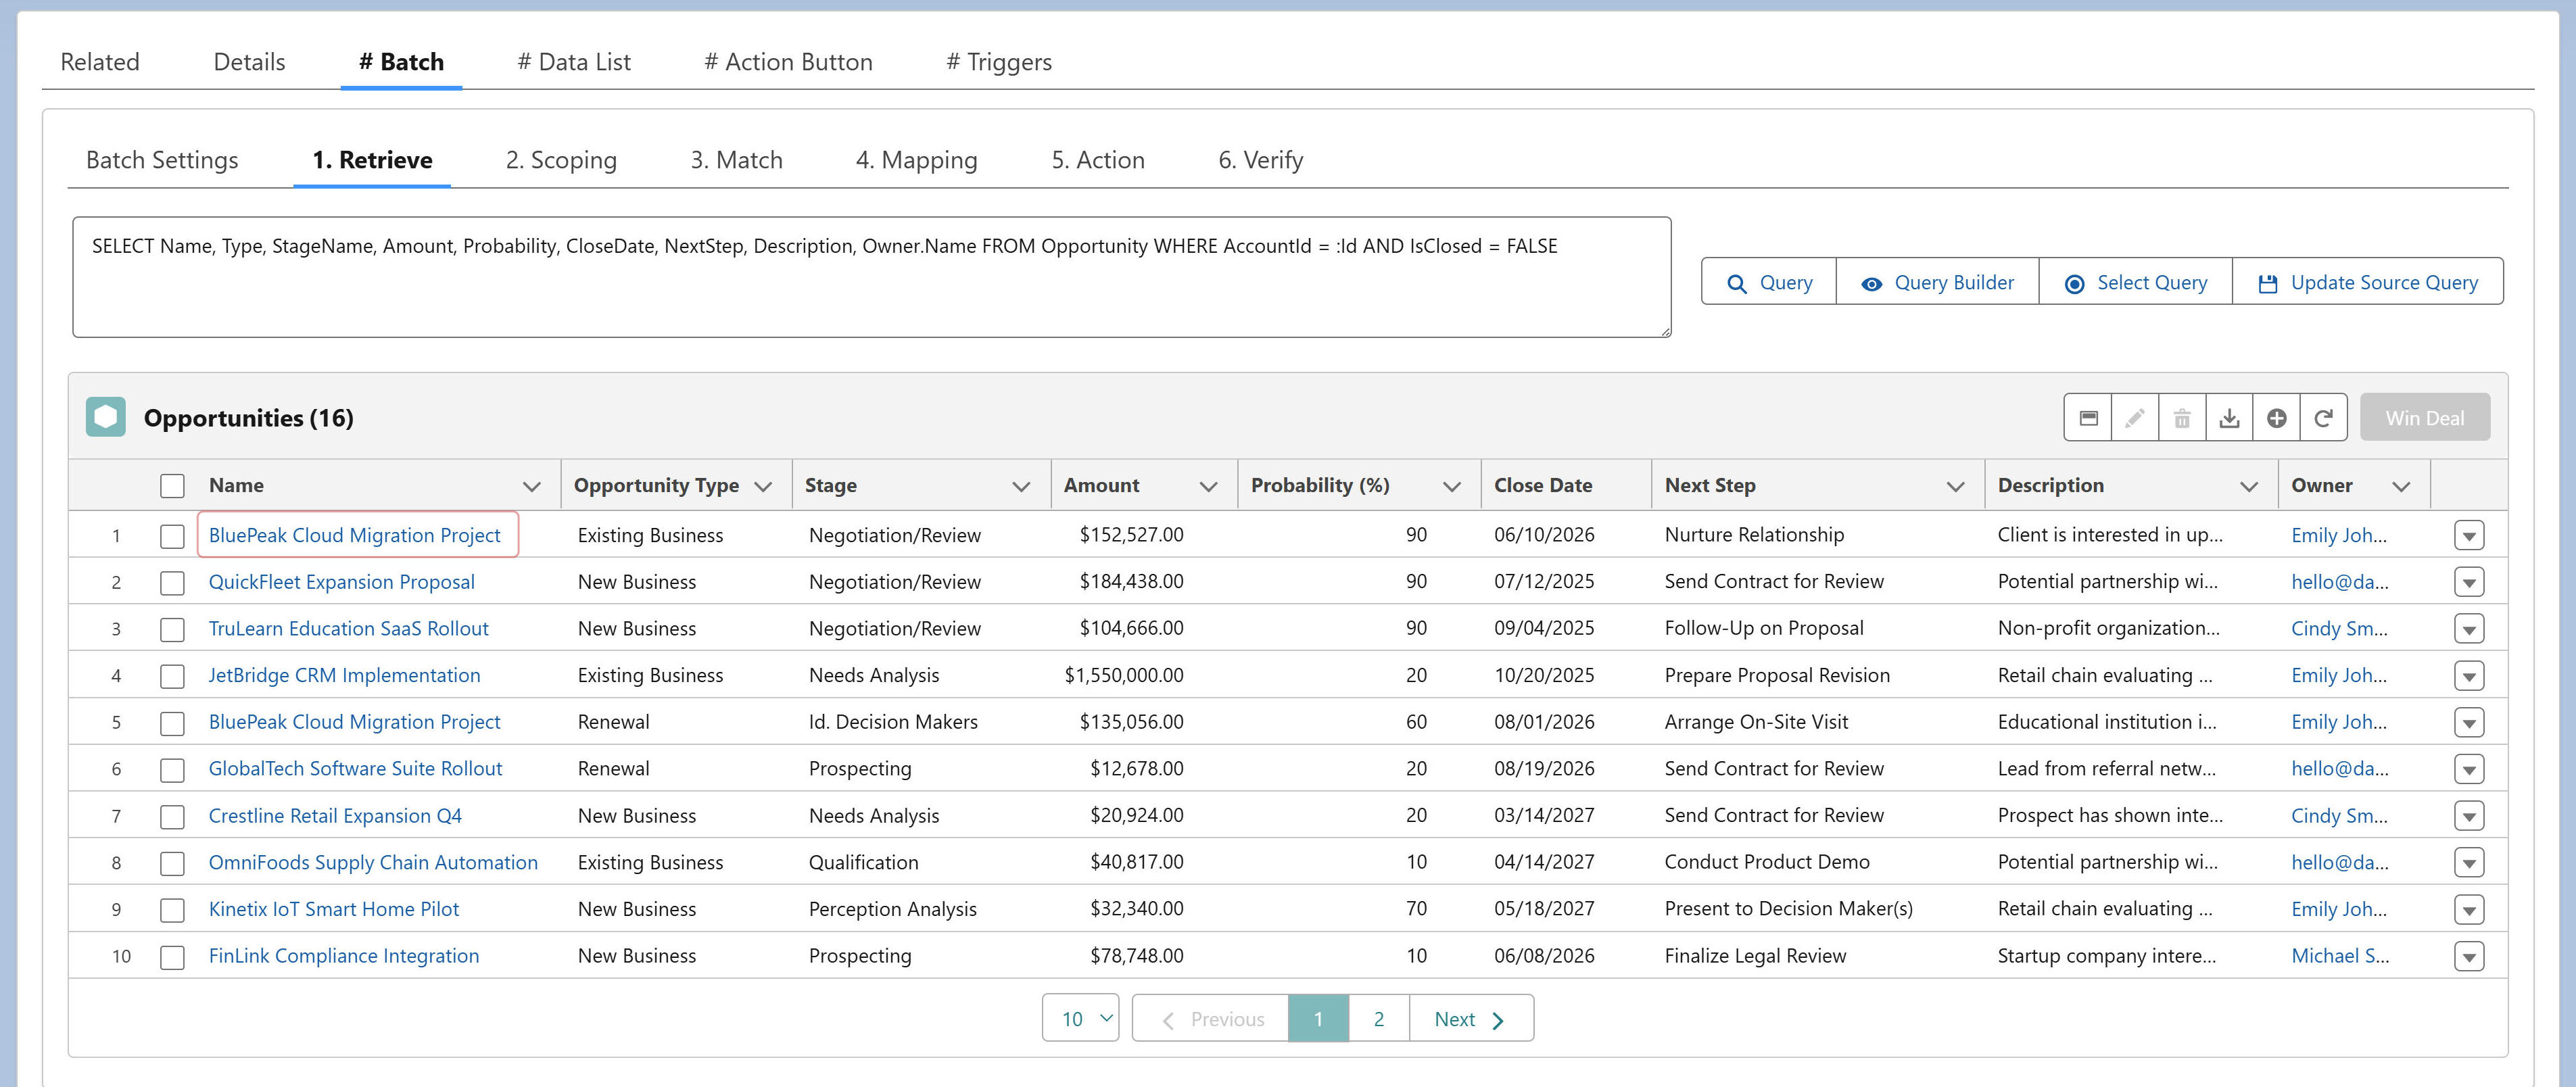 Related Details # Batch # Data List # Action Button # Triggers
Batch Settings 1. Retrieve 2. Scoping 3. Match 4. Mapping 5. Action 6. Verify
SELECT Name, Type, StageName, Amount, Probability, CloseDate, NextStep, Description, Owner.Name FROM Opportunity WHERE AccountId = :Id AND IsClosed = FALSE
Query Query Builder Select Query Update Source Query
Opportunities (16) Win Deal
Name Opportunity Type Stage Amount Probability (%) Close Date Next Step Description Owner
1 BluePeak Cloud Migration Project Existing Business Negotiation/Review $152,527.00 90 06/10/2026 Nurture Relationship Client is interested in up... Emily Joh...
2 QuickFleet Expansion Proposal New Business Negotiation/Review $184,438.00 90 07/12/2025 Send Contract for Review Potential partnership wi... hello@da...
3 TruLearn Education SaaS Rollout New Business Negotiation/Review $104,666.00 90 09/04/2025 Follow-Up on Proposal Non-profit organization... Cindy Sm...
4 JetBridge CRM Implementation Existing Business Needs Analysis $1,550,000.00 20 10/20/2025 Prepare Proposal Revision Retail chain evaluating ... Emily Joh...
5 BluePeak Cloud Migration Project Renewal Id. Decision Makers $135,056.00 60 08/01/2026 Arrange On-Site Visit Educational institution i... Emily Joh...
6 GlobalTech Software Suite Rollout Renewal Prospecting $12,678.00 20 08/19/2026 Send Contract for Review Lead from referral netw... hello@da...
7 Crestline Retail Expansion Q4 New Business Needs Analysis $20,924.00 20 03/14/2027 Send Contract for Review Prospect has shown inte... Cindy Sm...
8 OmniFoods Supply Chain Automation Existing Business Qualification $40,817.00 10 04/14/2027 Conduct Product Demo Potential partnership wi... hello@da...
9 Kinetix IoT Smart Home Pilot New Business Perception Analysis $32,340.00 70 05/18/2027 Present to Decision Maker(s) Retail chain evaluating ... Emily Joh...
10 FinLink Compliance Integration New Business Prospecting $78,748.00 10 06/08/2026 Finalize Legal Review Startup company intere... Michael S...
10 Previous 1 2 Next